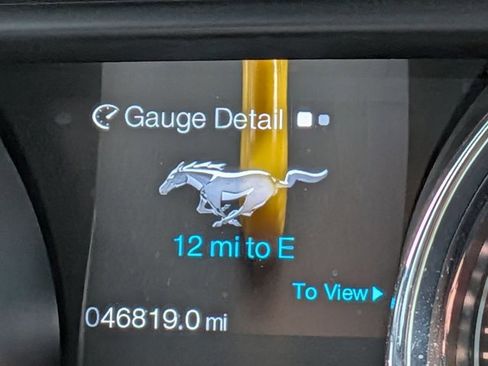 Gauge Detail
12 mi to E
To View
046819.0 mi